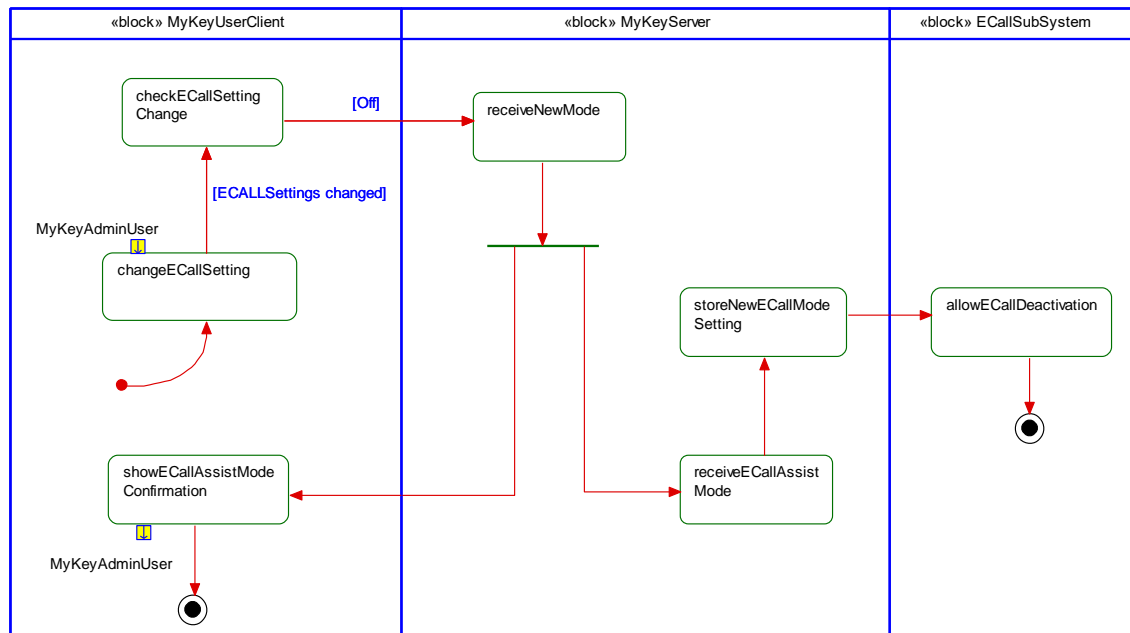 «block» MyKeyUserClient
«block» MyKeyServer
«block» ECallSubSystem
checkECallSetting
Change
[Off]
receiveNewMode
[ECALLSettings changed]
MyKeyAdminUser
changeECallSetting
storeNewECallMode
Setting
allowECallDeactivation
showECallAssistMode
Confirmation
receiveECallAssist
Mode
MyKeyAdminUser